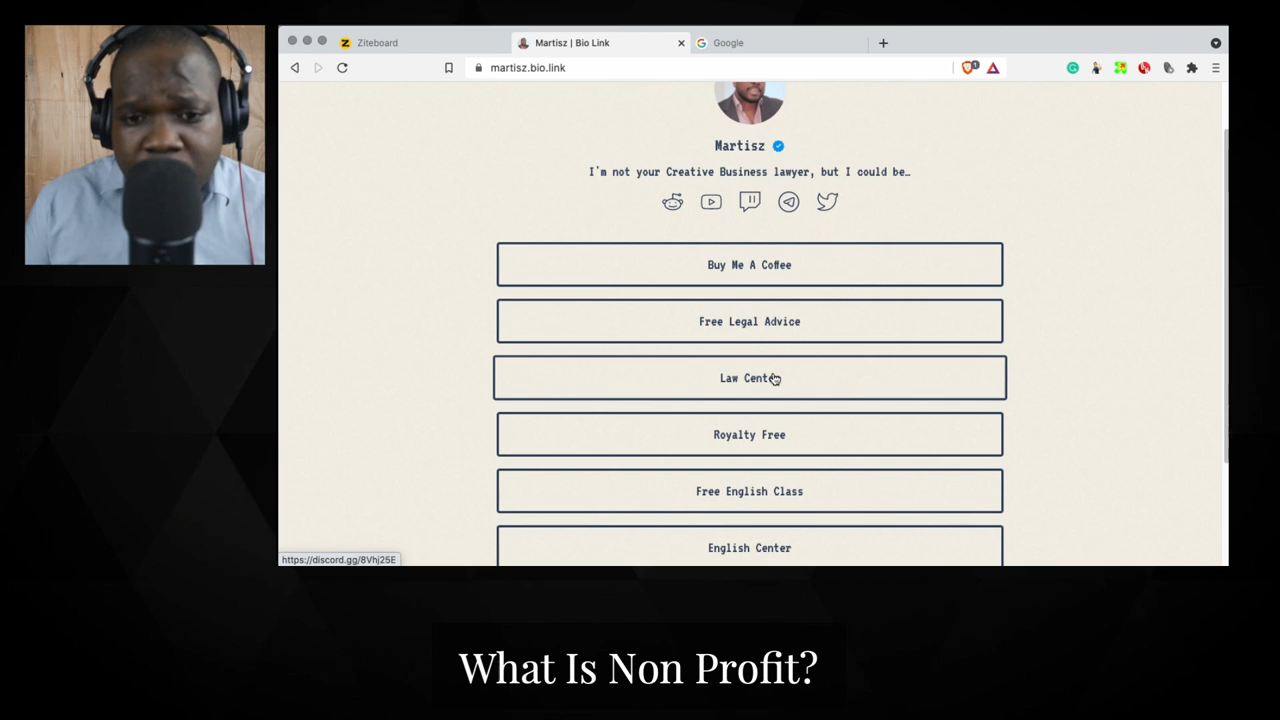 Ziteboard
Martisz | Bio Link
Google
martisz.bio.link
1
Martisz
I'm not your Creative Business lawyer, but I could be…
Buy Me A Coffee
Free Legal Advice
Law Center
Royalty Free
Free English Class
English Center
https://discord.gg/8Vhj25E
What Is Non Profit?